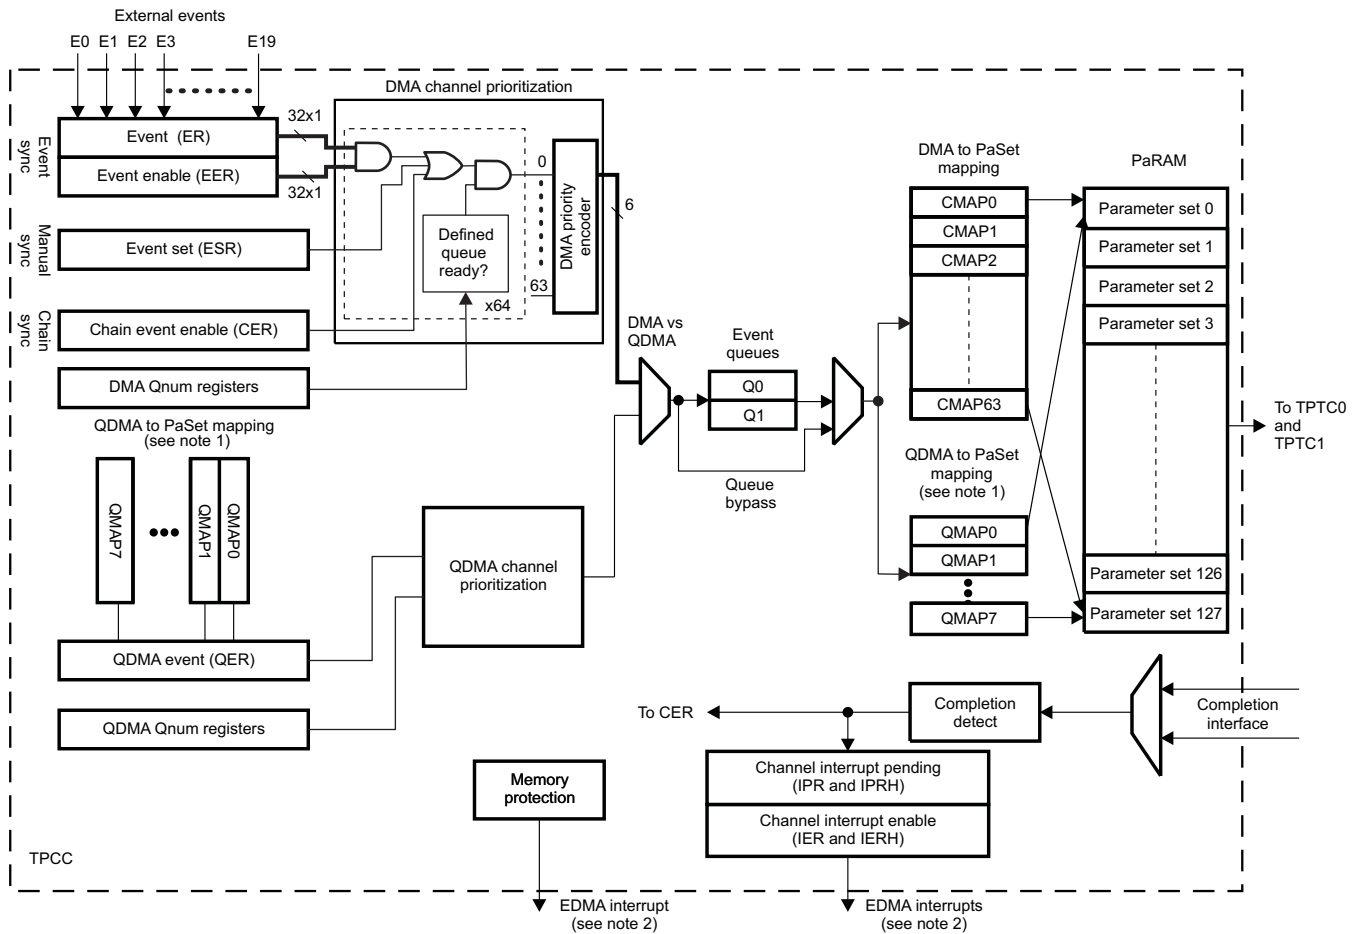 External events
E0 E1 E2 E3 E19
DMA channel prioritization
32x1
Event (ER)
Event enable (EER)
32x1
Event sync
Event set (ESR)
Manual sync
Chain event enable (CER)
Chain sync
DMA Qnum registers
Defined
queue
ready?
x64
0
63
DMA priority
encoder
6
DMA vs
QDMA
Event
queues
Q0
Q1
Queue
bypass
DMA to PaSet
mapping
CMAP0
CMAP1
CMAP2
CMAP63
QDMA to PaSet
mapping
(see note 1)
QMAP0
QMAP1
QMAP7
PaRAM
Parameter set 0
Parameter set 1
Parameter set 2
Parameter set 3
Parameter set 126
Parameter set 127
To TPTC0
and
TPTC1
QDMA to PaSet mapping
(see note 1)
QMAP7
QMAP1
QMAP0
QDMA channel
prioritization
QDMA event (QER)
QDMA Qnum registers
To CER
Completion
detect
Completion
interface
Channel interrupt pending
(IPR and IPRH)
Channel interrupt enable
(IER and IERH)
Memory
protection
TPCC
EDMA interrupt
(see note 2)
EDMA interrupts
(see note 2)